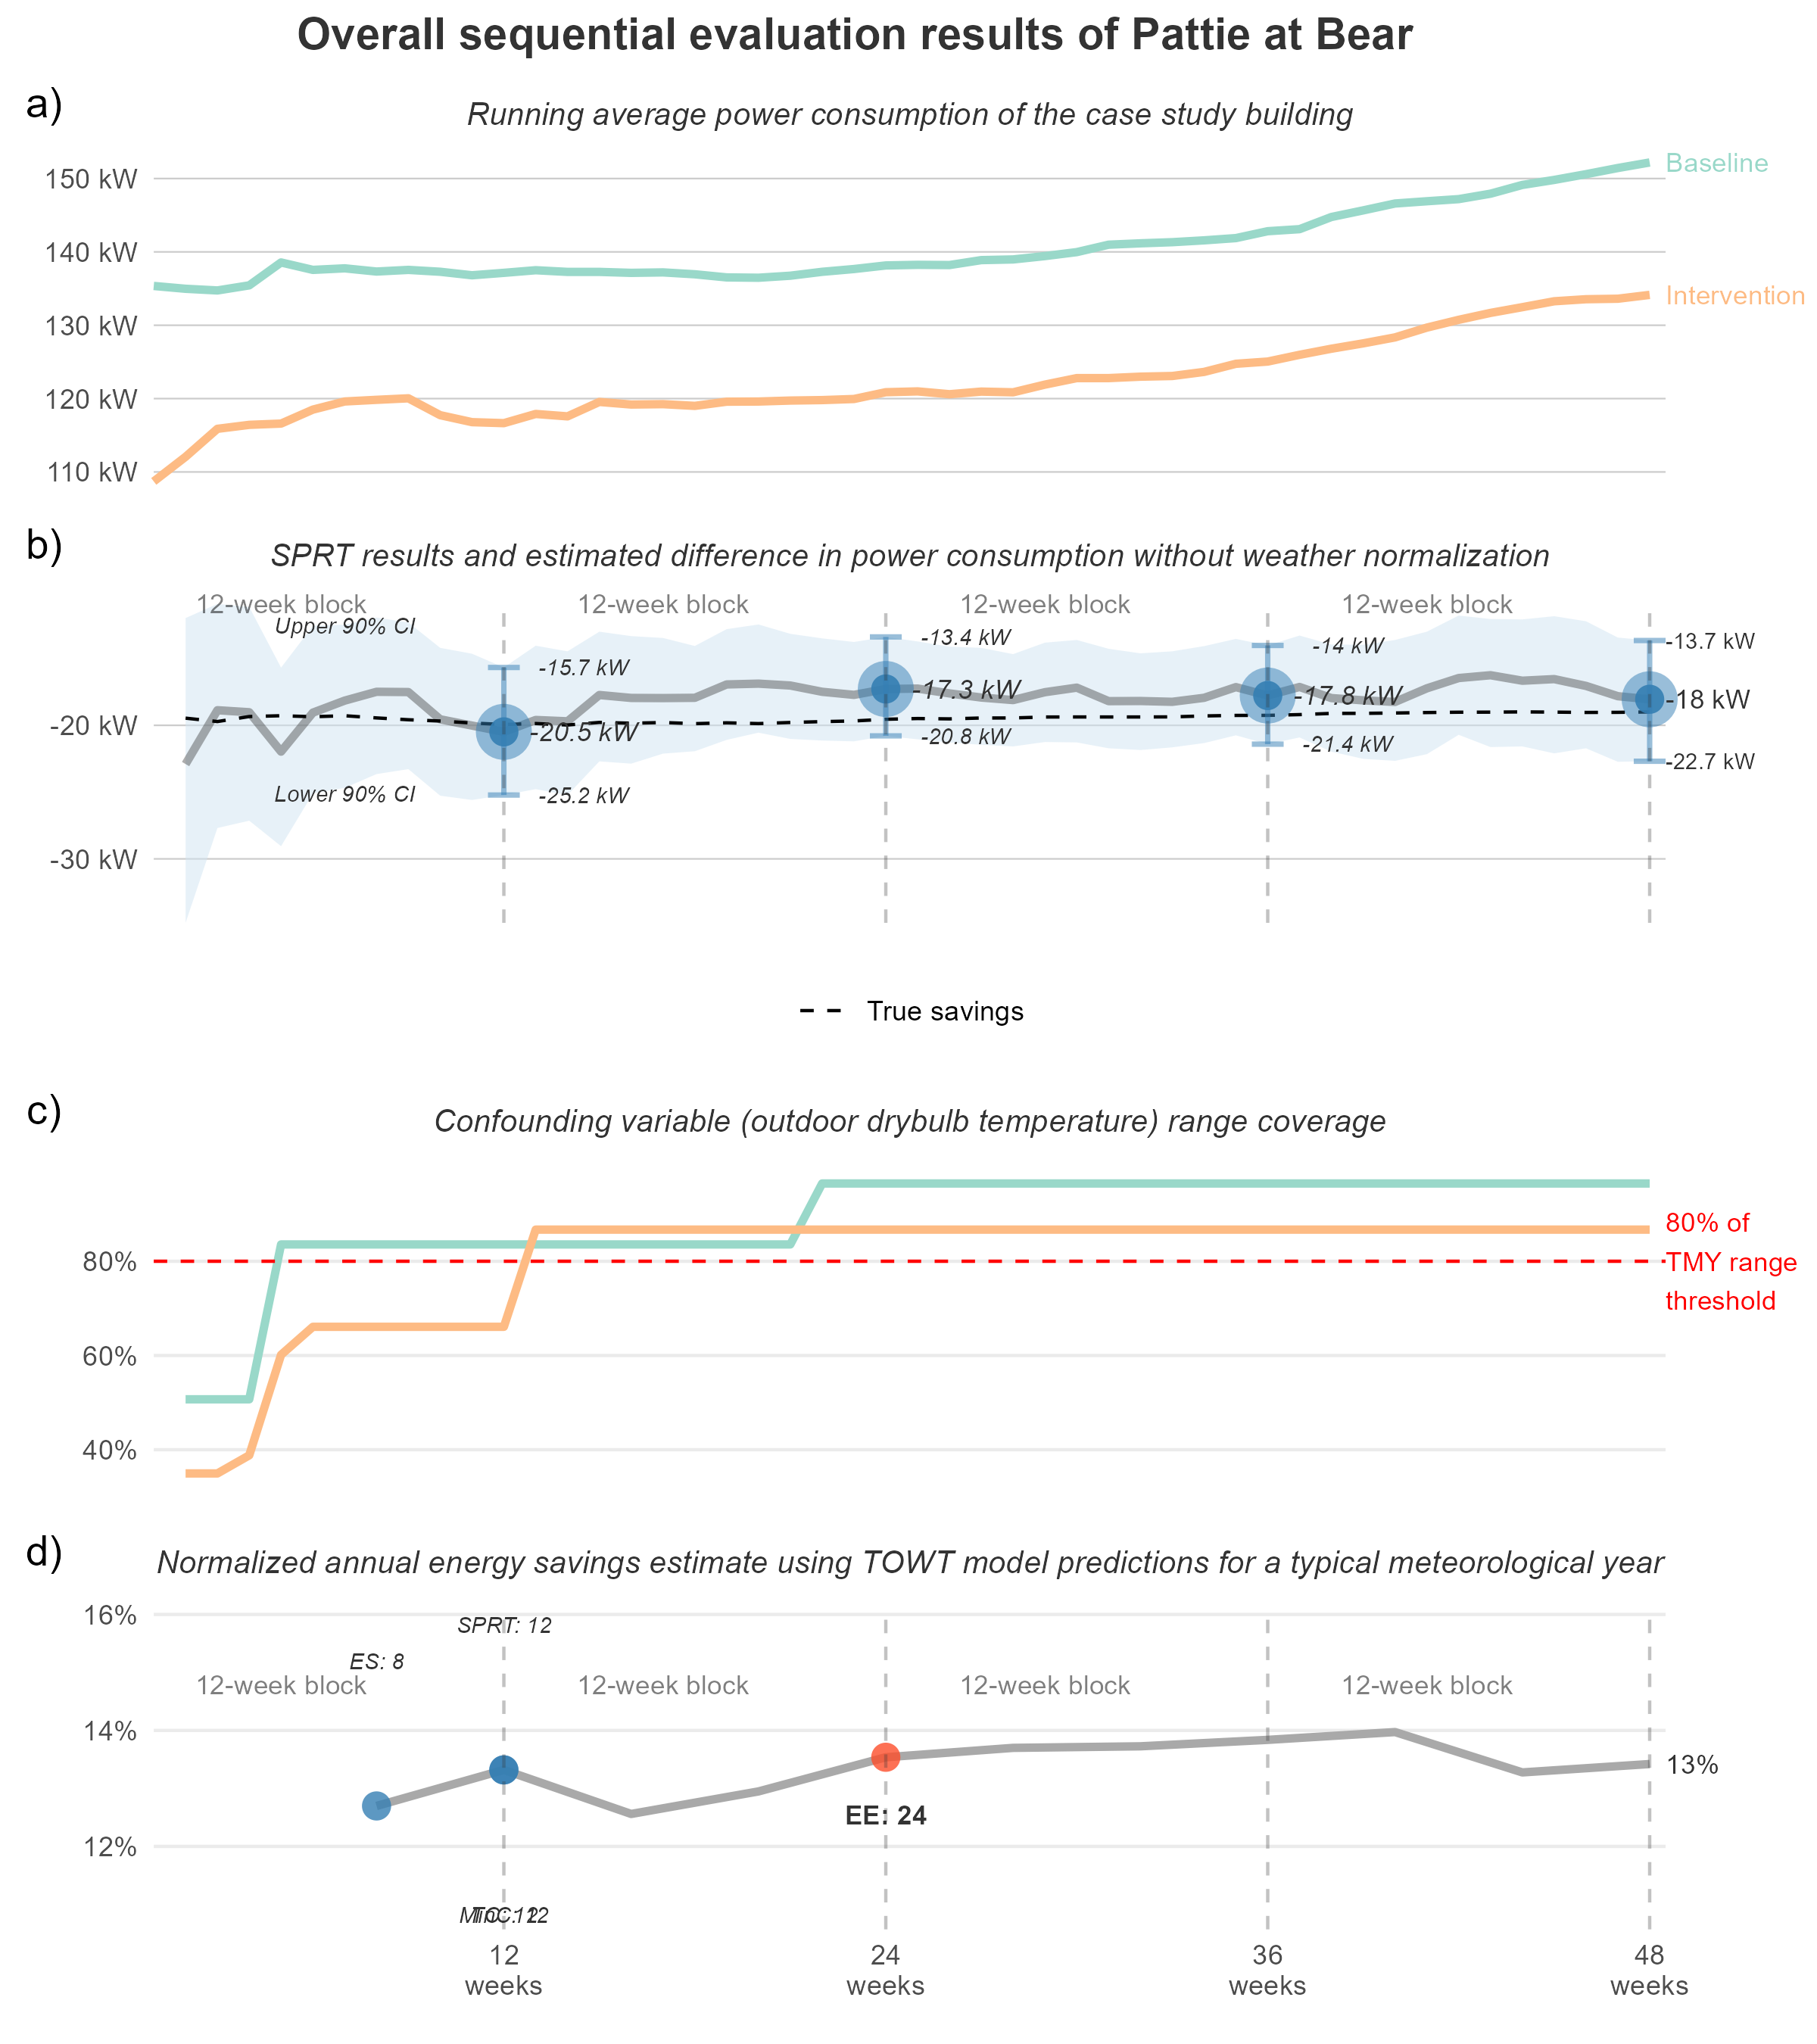 Overall sequential evaluation results of Pattie at Bear
a)
Running average power consumption of the case study building
150 kW
140 kW
130 kW
120 kW
110 kW
Baseline
Intervention
b)
SPRT results and estimated difference in power consumption without weather normalization
12-week block
12-week block
12-week block
12-week block
Upper 90% CI
Lower 90% CI
-20 kW
-30 kW
-15.7 kW
-20.5 kW
-25.2 kW
-13.4 kW
-17.3 kW
-20.8 kW
-14 kW
-17.8 kW
-21.4 kW
-13.7 kW
-18 kW
-22.7 kW
True savings
c)
Confounding variable (outdoor drybulb temperature) range coverage
80%
60%
40%
80% of
TMY range
threshold
d)
Normalized annual energy savings estimate using TOWT model predictions for a typical meteorological year
16%
14%
12%
SPRT: 12
ES: 8
12-week block
12-week block
12-week block
12-week block
EE: 24
13%
12
weeks
24
weeks
36
weeks
48
weeks